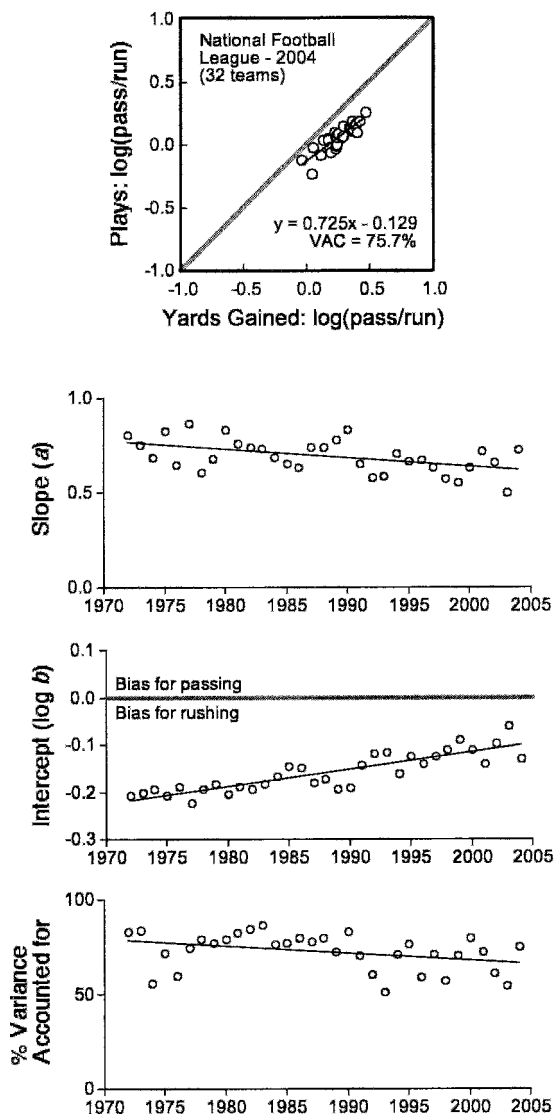 National Football
League - 2004
(32 teams)
Plays: log(pass/run)
1.0
0.5
0.0
-0.5
-1.0
y = 0.725x - 0.129
VAC = 75.7%
-1.0 -0.5 0.0 0.5 1.0
Yards Gained: log(pass/run)
Slope (a)
1.0
0.5
0.0
1970 1975 1980 1985 1990 1995 2000 2005
Intercept (log b)
0.1
0.0
-0.1
-0.2
-0.3
Bias for passing
Bias for rushing
1970 1975 1980 1985 1990 1995 2000 2005
% Variance
Accounted for
100
50
0
1970 1975 1980 1985 1990 1995 2000 2005